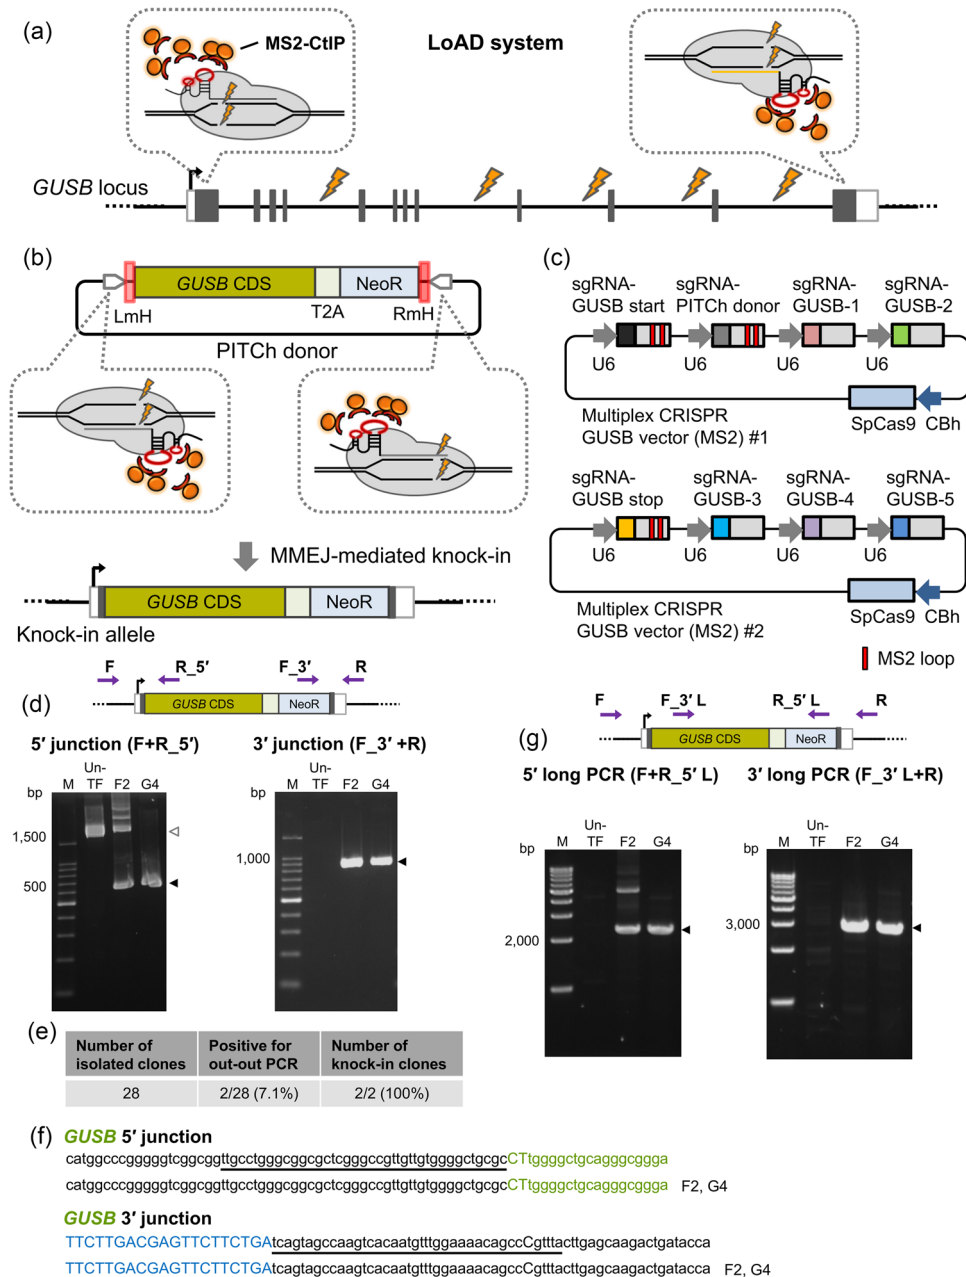 (a)
MS2-CtIP
LoAD system
GUSB locus
(b)
GUSB CDS
NeoR
LmH
T2A
RmH
PITCh donor
MMEJ-mediated knock-in
GUSB CDS
NeoR
Knock-in allele
(c)
sgRNA-
GUSB start
sgRNA-
PITCh donor
sgRNA-
GUSB-1
sgRNA-
GUSB-2
U6
U6
U6
U6
Multiplex CRISPR
GUSB vector (MS2) #1
SpCas9
CBh
sgRNA-
GUSB stop
sgRNA-
GUSB-3
sgRNA-
GUSB-4
sgRNA-
GUSB-5
U6
U6
U6
U6
Multiplex CRISPR
GUSB vector (MS2) #2
SpCas9
CBh
MS2 loop
(d)
F
R_5′
F_3′
R
GUSB CDS
NeoR
5′ junction (F+R_5′)
3′ junction (F_3′ +R)
bp
M
Un-
TF
F2
G4
1,500
500
bp
M
Un-
TF
F2
G4
1,000
(e)
Number of
isolated clones
Positive for
out-out PCR
Number of
knock-in clones
28
2/28 (7.1%)
2/2 (100%)
(f)
GUSB 5′ junction
catggcccgggggtcggcggttgcctgggcggcgctcgggccgttgttgtggggctgcgcCTtggggctgcagggcggga
catggcccgggggtcggcggttgcctgggcggcgctcgggccgttgttgtggggctgcgcCTtggggctgcagggcggga F2, G4
GUSB 3′ junction
TTCTTGACGAGTTCTTCTGAtcagtagccaagtcacaatgtttggaaaacagccCgtttacttgagcaagactgatacca
TTCTTGACGAGTTCTTCTGAtcagtagccaagtcacaatgtttggaaaacagccCgtttacttgagcaagactgatacca F2, G4
(g)
F
F_3′ L
R_5′ L
R
GUSB CDS
NeoR
5′ long PCR (F+R_5′ L)
3′ long PCR (F_3′ L+R)
bp
M
Un-
TF
F2
G4
2,000
bp
M
Un-
TF
F2
G4
3,000